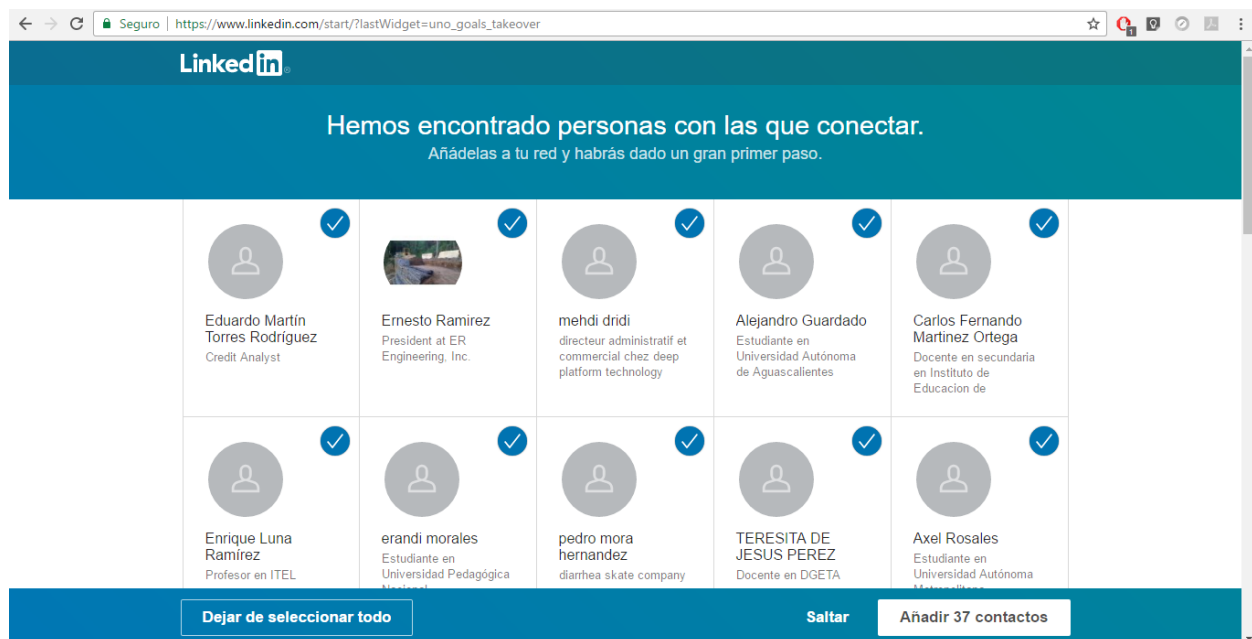 Seguro | https://www.linkedin.com/start/?lastWidget=uno_goals_takeover
1
Linked in
Hemos encontrado personas con las que conectar.
Añádelas a tu red y habrás dado un gran primer paso.
Eduardo Martín
Torres Rodríguez
Credit Analyst
Ernesto Ramirez
President at ER
Engineering, Inc.
mehdi dridi
directeur administratif et
commercial chez deep
platform technology
Alejandro Guardado
Estudiante en
Universidad Autónoma
de Aguascalientes
Carlos Fernando
Martinez Ortega
Docente en secundaria
en Instituto de
Educacion de
Enrique Luna
Ramírez
Profesor en ITEL
erandi morales
Estudiante en
Universidad Pedagógica
Nacional
pedro mora
hernandez
diarrhea skate company
TERESITA DE
JESUS PEREZ
Docente en DGETA
Axel Rosales
Estudiante en
Universidad Autónoma
Metropolitana
Dejar de seleccionar todo
Saltar
Añadir 37 contactos